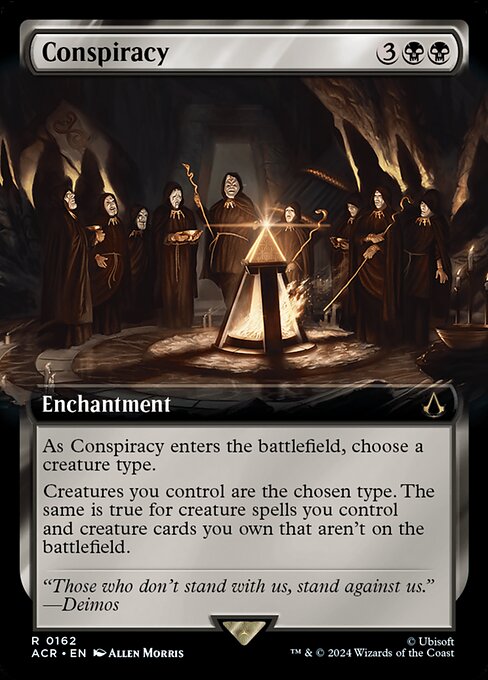 Conspiracy 3
Enchantment
As Conspiracy enters the battlefield, choose a
creature type.
Creatures you control are the chosen type. The
same is true for creature spells you control
and creature cards you own that aren't on the
battlefield.
"Those who don't stand with us, stand against us."
—Deimos
R 0162 © Ubisoft
ACR • EN Allen Morris ™ & © 2024 Wizards of the Coast